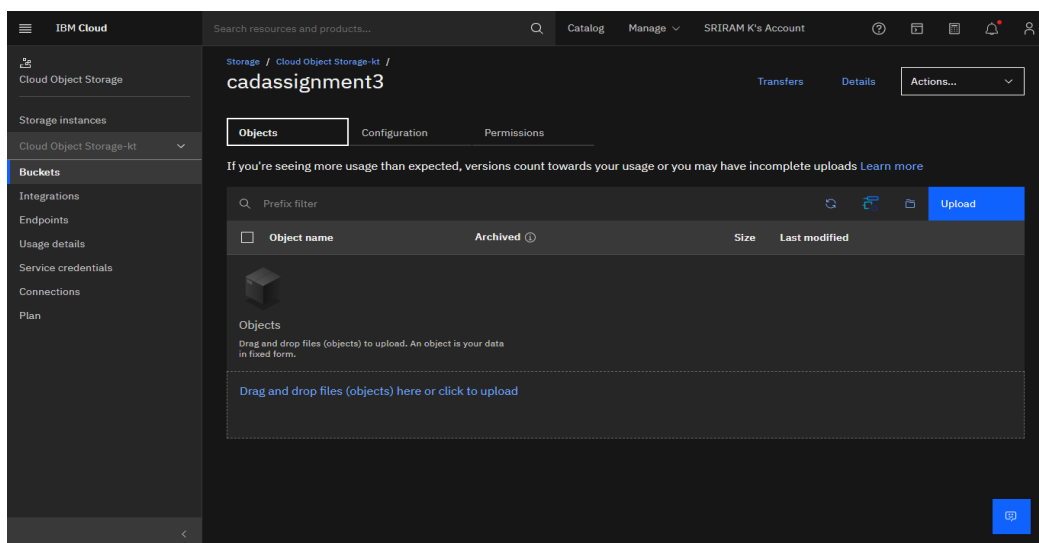 IBM Cloud
Search resources and products...
Catalog
Manage
SRIRAM K's Account
Cloud Object Storage
Storage instances
Cloud Object Storage-kt
Buckets
Integrations
Endpoints
Usage details
Service credentials
Connections
Plan
Storage / Cloud Object Storage-kt /
cadassignment3
Transfers
Details
Actions...
Objects
Configuration
Permissions
If you're seeing more usage than expected, versions count towards your usage or you may have incomplete uploads Learn more
Prefix filter
Upload
Object name
Archived
Size
Last modified
Objects
Drag and drop files (objects) to upload. An object is your data
in fixed form.
Drag and drop files (objects) here or click to upload